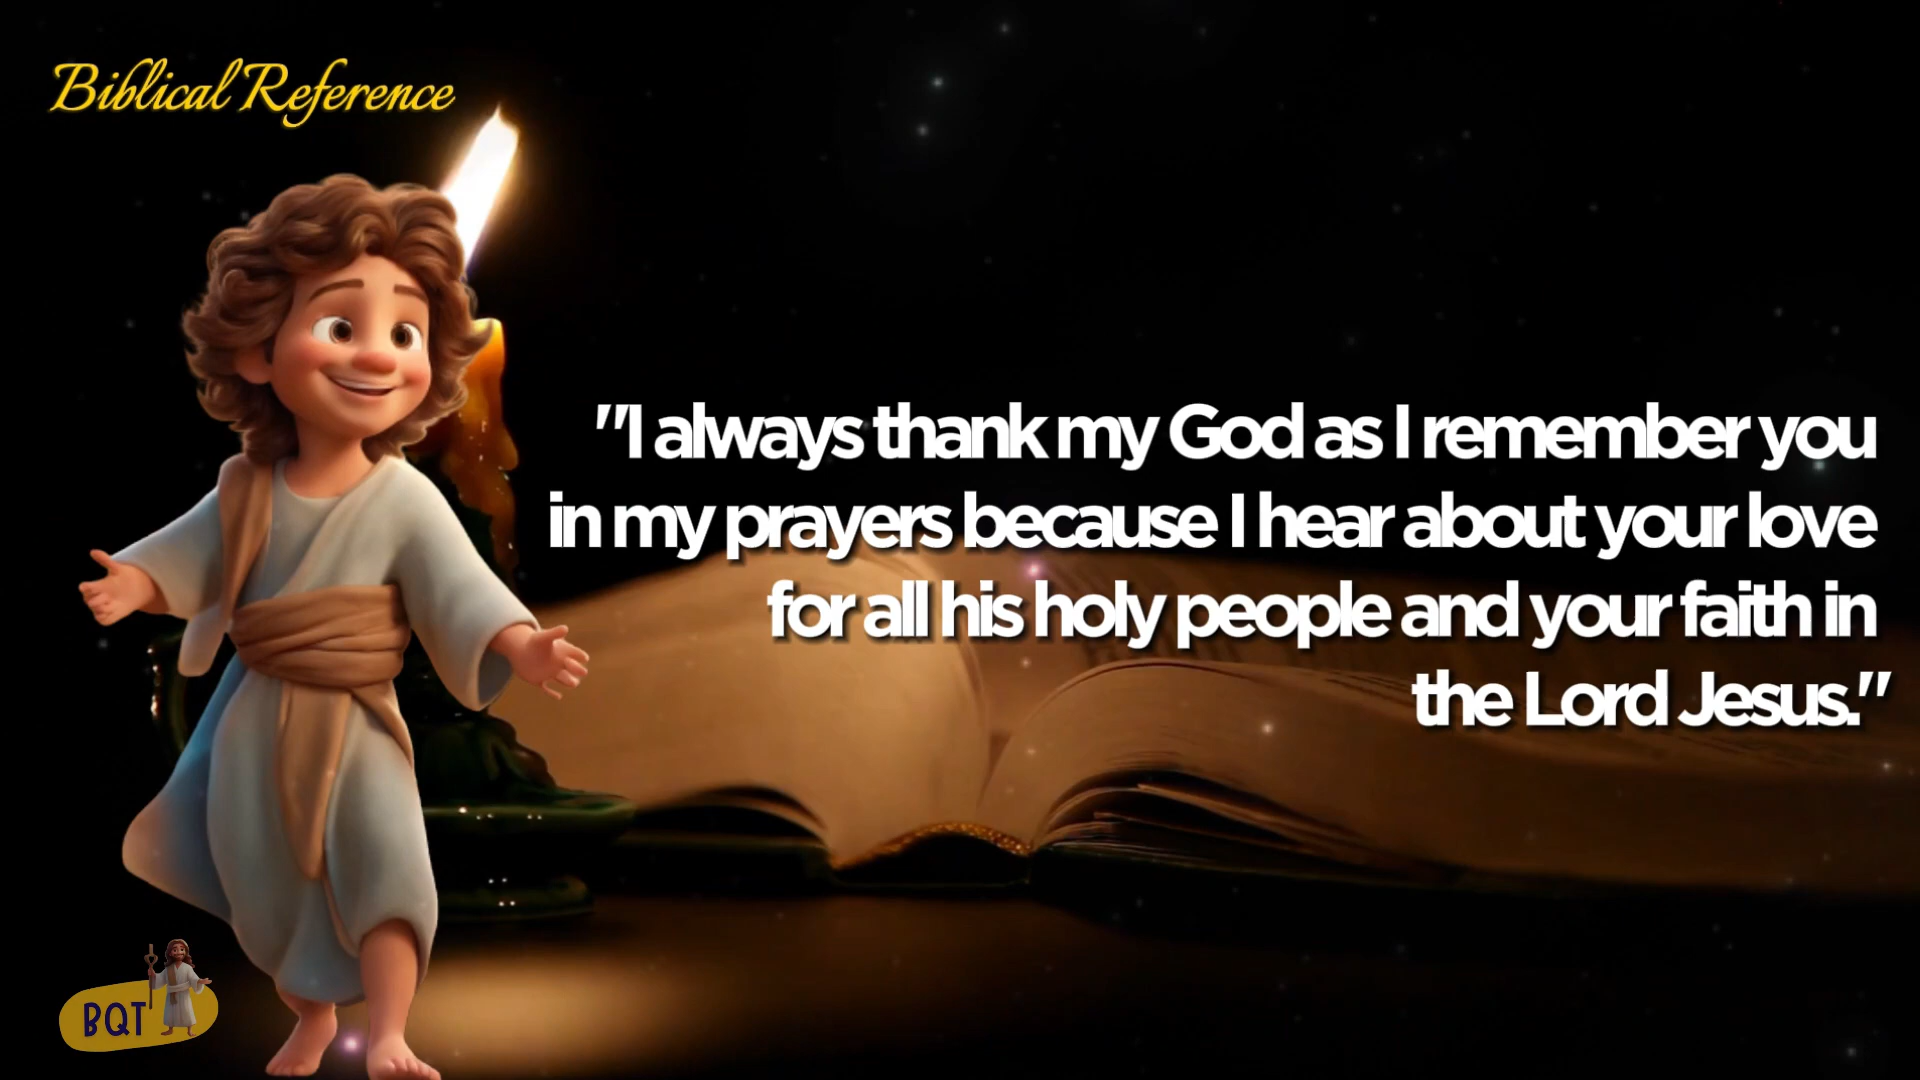 Biblical Reference
"I always thank my God as I remember you
in my prayers because I hear about your love
for all his holy people and your faith in
the Lord Jesus."
BQT